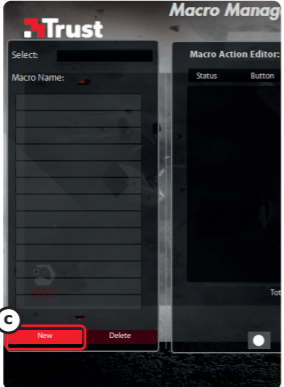 Macro Manag
Trust
Select:
Macro Action Editor:
Macro Name:
Status Button
Tot
C
New Delete